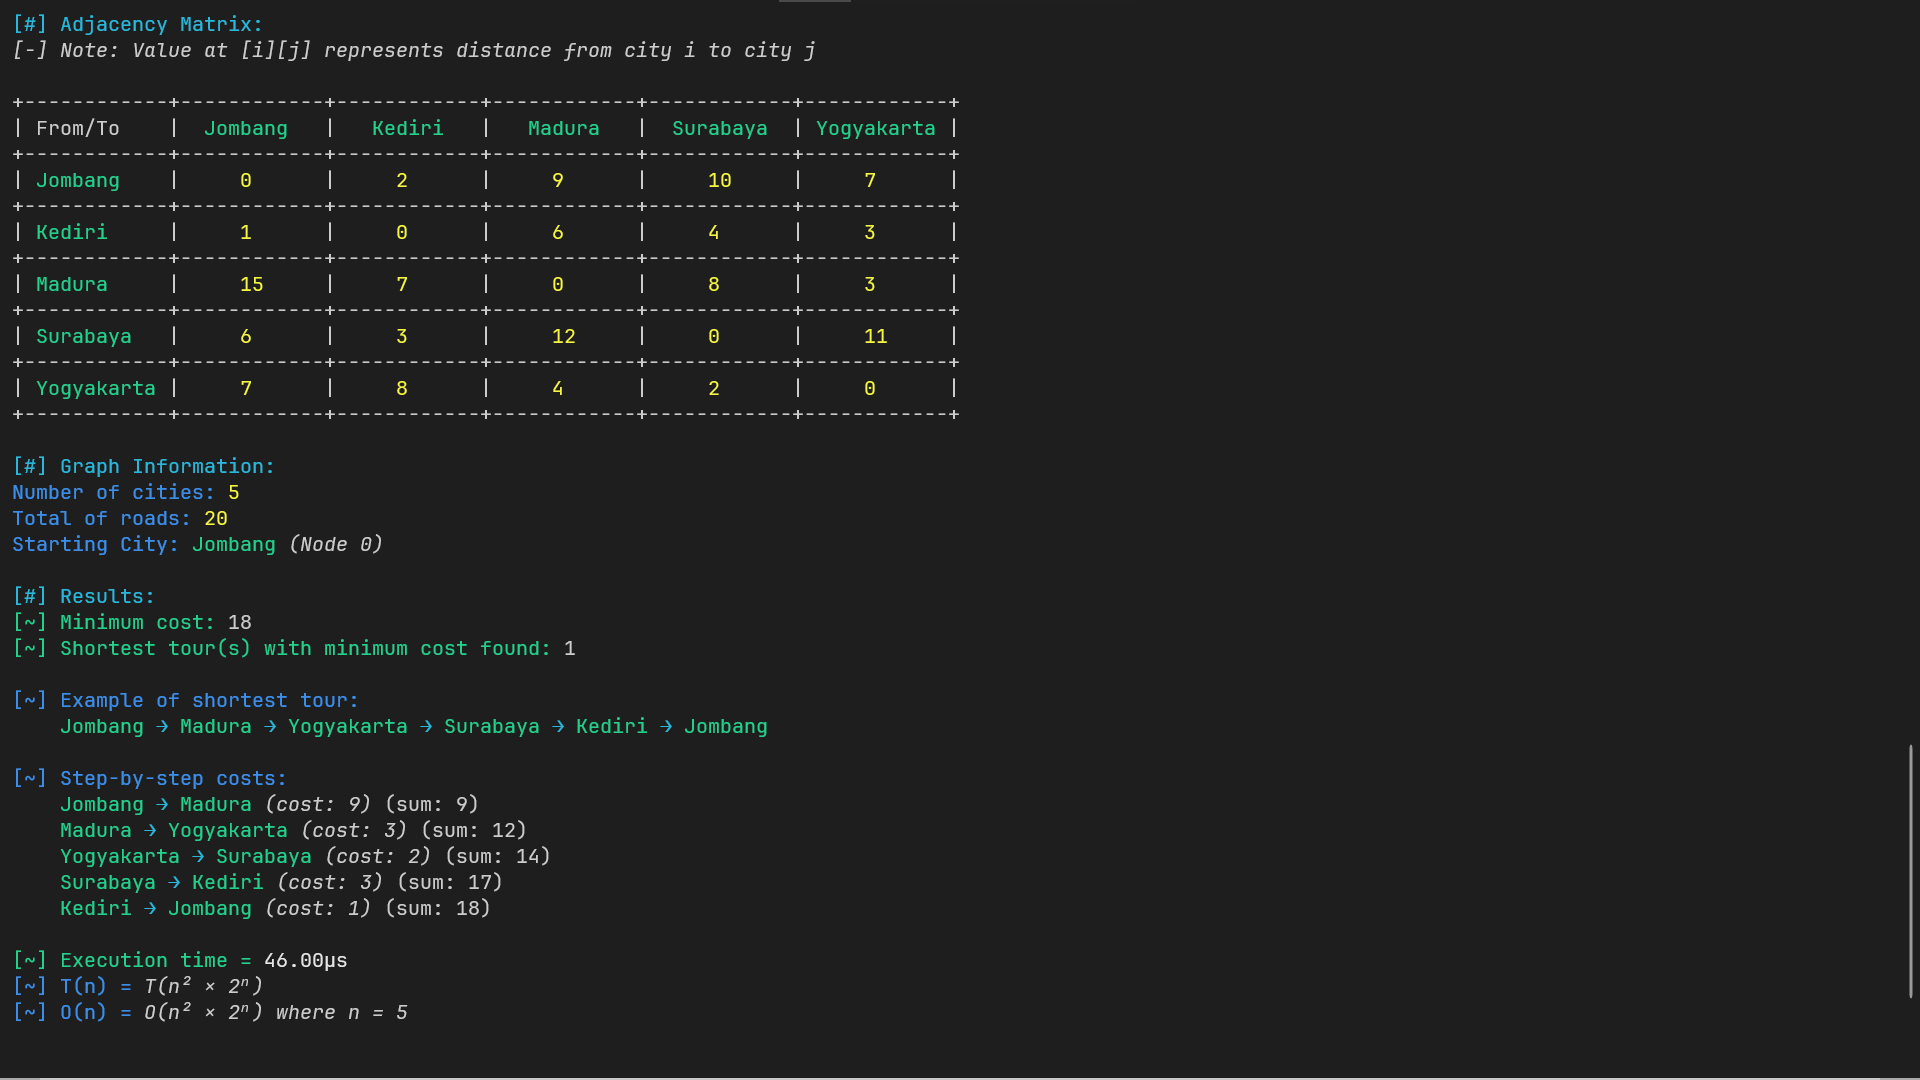 [#] Adjacency Matrix:
[-] Note: Value at [i][j] represents distance from city i to city j
+------------+------------+------------+------------+------------+------------+
| From/To    |  Jombang   |   Kediri   |   Madura   |  Surabaya  | Yogyakarta |
+------------+------------+------------+------------+------------+------------+
| Jombang    |     0      |     2      |     9      |     10     |     7      |
+------------+------------+------------+------------+------------+------------+
| Kediri     |     1      |     0      |     6      |     4      |     3      |
+------------+------------+------------+------------+------------+------------+
| Madura     |     15     |     7      |     0      |     8      |     3      |
+------------+------------+------------+------------+------------+------------+
| Surabaya   |     6      |     3      |     12     |     0      |     11     |
+------------+------------+------------+------------+------------+------------+
| Yogyakarta |     7      |     8      |     4      |     2      |     0      |
+------------+------------+------------+------------+------------+------------+
[#] Graph Information:
Number of cities: 5
Total of roads: 20
Starting City: Jombang (Node 0)
[#] Results:
[~] Minimum cost: 18
[~] Shortest tour(s) with minimum cost found: 1
[~] Example of shortest tour:
Jombang → Madura → Yogyakarta → Surabaya → Kediri → Jombang
[~] Step-by-step costs:
Jombang → Madura (cost: 9) (sum: 9)
Madura → Yogyakarta (cost: 3) (sum: 12)
Yogyakarta → Surabaya (cost: 2) (sum: 14)
Surabaya → Kediri (cost: 3) (sum: 17)
Kediri → Jombang (cost: 1) (sum: 18)
[~] Execution time = 46.00µs
[~] T(n) = T(n² × 2ⁿ)
[~] O(n) = O(n² × 2ⁿ) where n = 5